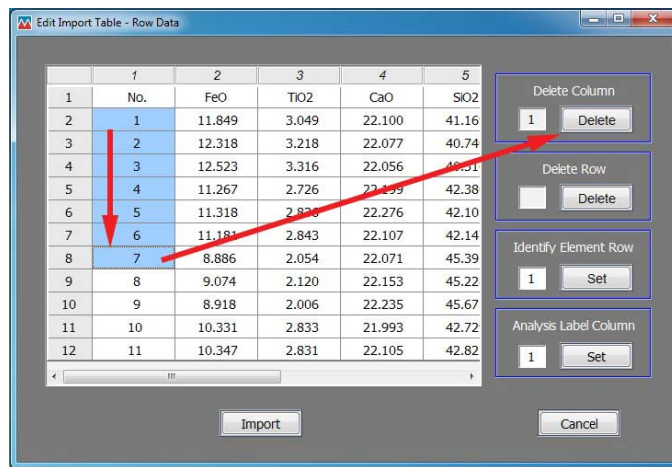 Edit Import Table - Row Data
1 2 3 4 5
1 No. FeO TiO2 CaO SiO2
2 1 11.849 3.049 22.100 41.16
3 2 12.318 3.218 22.077 40.74
4 3 12.523 3.316 22.056
5 4 11.267 2.726 42.38
6 5 11.318 22.276 42.10
7 6 11.181 2.843 22.107 42.14
8 7 8.886 2.054 22.071 45.39
9 8 9.074 2.120 22.153 45.22
10 9 8.918 2.006 22.235 45.67
11 10 10.331 2.833 21.993 42.72
12 11 10.347 2.831 22.105 42.82
Delete Column
1 Delete
Delete Row
Delete
Identify Element Row
1 Set
Analysis Label Column
1 Set
Import
Cancel